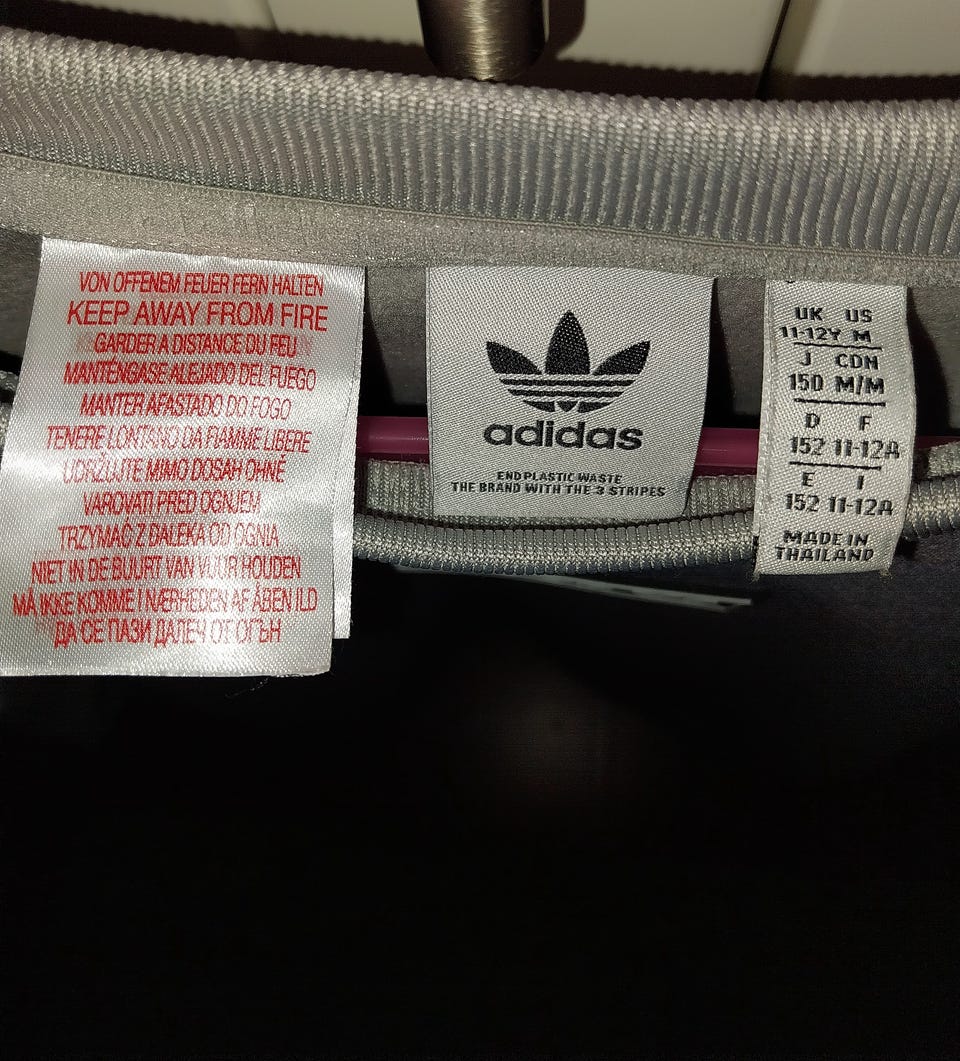 VON OFFENEM FEUER FERN HALTEN
KEEP AWAY FROM FIRE
GARDER A DISTANCE DU FEU
MANTÉNGASE ALEJADO DEL FUEGO
MANTER AFASTADO DO FOGO
TENERE LONTANO DA FIAMME LIBERE
UDRŽUJTE MIMO DOSAH OHNĚ
VAROVATI PRED OGNJEM
TRZYMAĆ Z DALEKA OD OGNIA
NIET IN DE BUURT VAN VUUR HOUDEN
MÅ IKKE KOMME I NÆRHEDEN AF ÅBEN ILD
ДА СЕ ПАЗИ ДАЛЕЧ ОТ ОГЪН
adidas
END PLASTIC WASTE
THE BRAND WITH THE 3 STRIPES
UK US
11-12Y M
J CDN
150 M/M
D F
152 11-12A
E I
152 11-12A
MADE IN
THAILAND